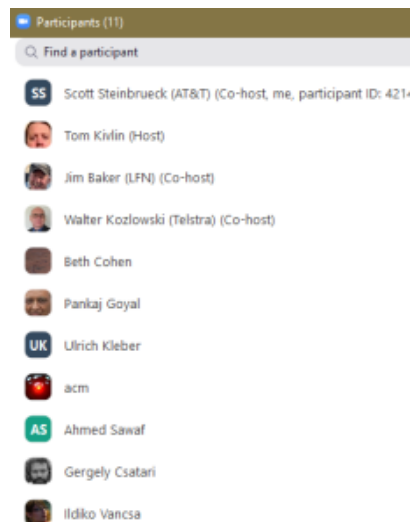 Participants (11)
Find a participant
SS Scott Steinbrueck (AT&T) (Co-host, me, participant ID: 4214
Tom Kivlin (Host)
Jim Baker (LFN) (Co-host)
Walter Kozlowski (Telstra) (Co-host)
Beth Cohen
Pankaj Goyal
UK Ulrich Kleber
acm
AS Ahmed Sawaf
Gergely Csatari
Ildiko Vancsa